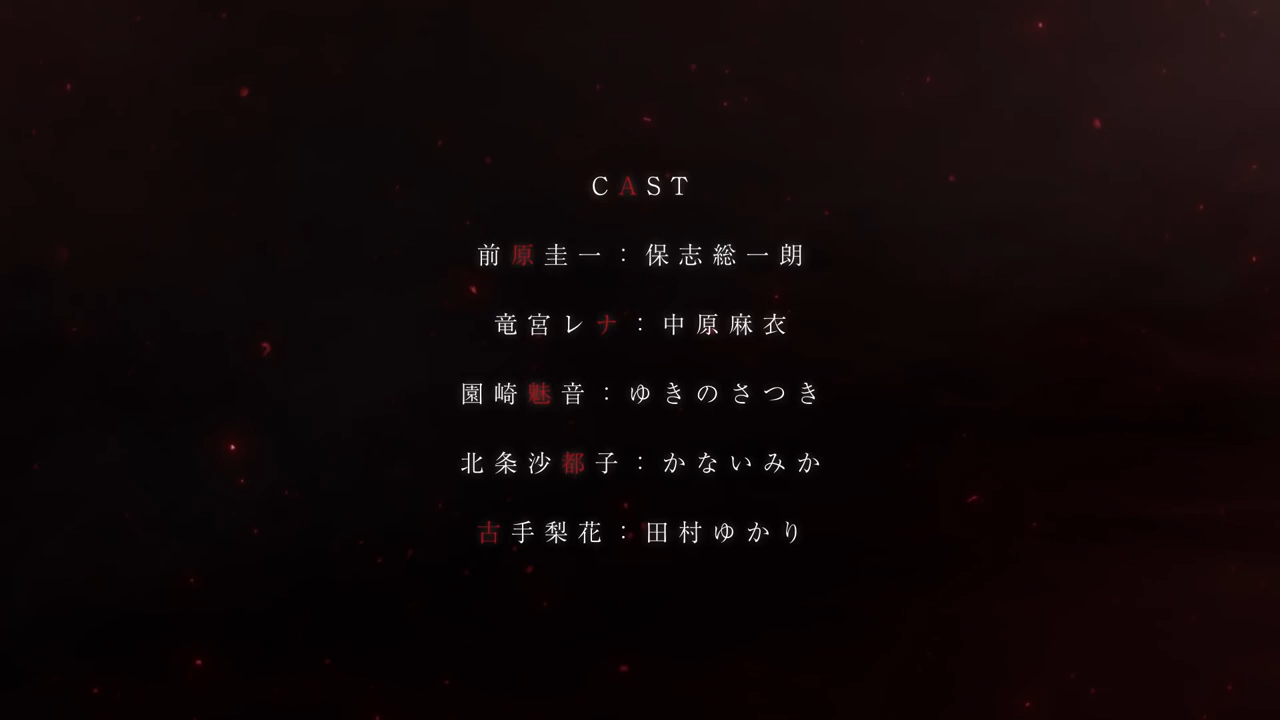 CAST
前原圭一：保志総一朗
竜宮レナ：中原麻衣
園崎魅音：ゆきのさつき
北条沙都子：かないみか
古手梨花：田村ゆかり